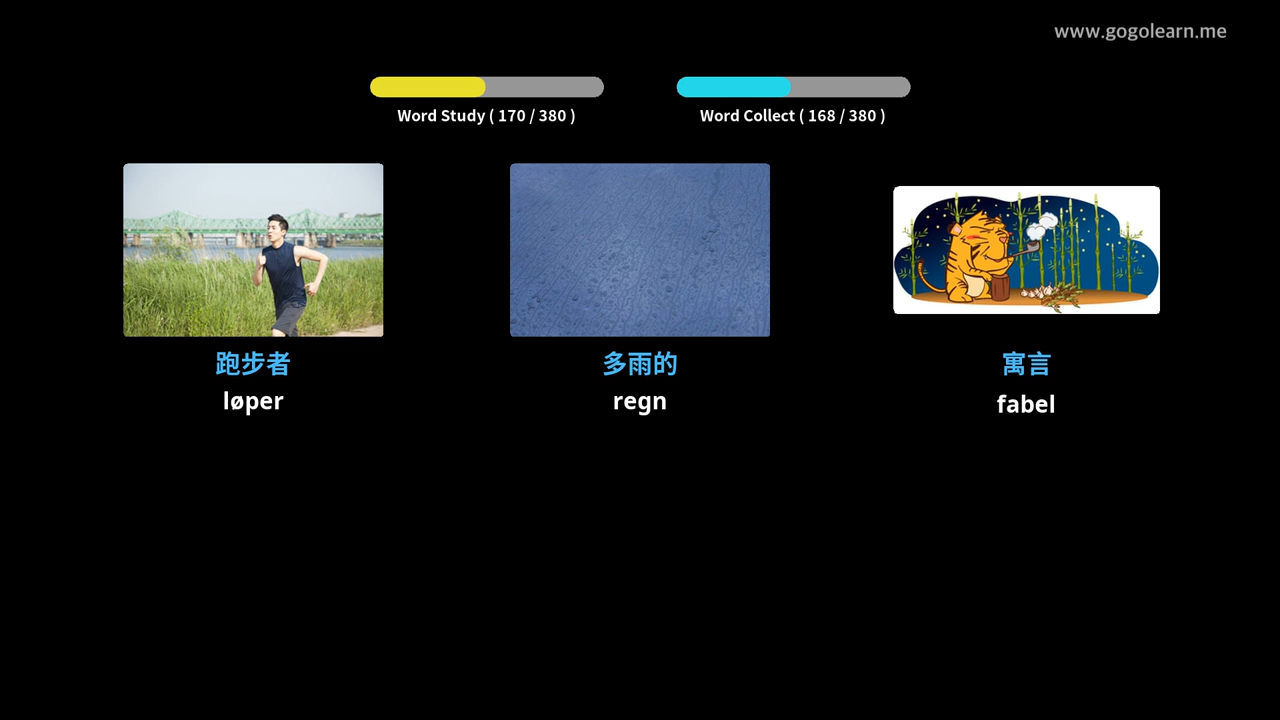 www.gogolearn.me
Word Study ( 170 / 380 )
Word Collect ( 168 / 380 )
跑步者
løper
多雨的
regn
寓言
fabel